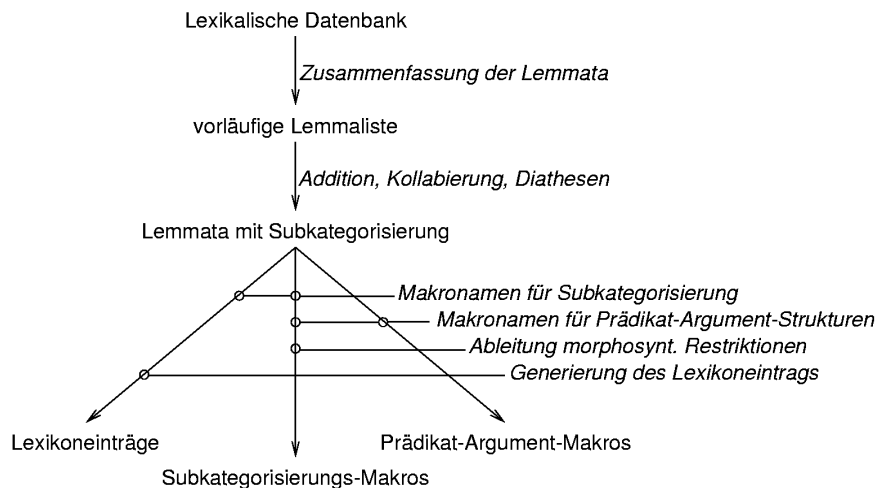 Lexikalische Datenbank
Zusammenfassung der Lemmata
vorläufige Lemmaliste
Addition, Kollabierung, Diathesen
Lemmata mit Subkategorisierung
Makronamen für Subkategorisierung
Makronamen für Prädikat-Argument-Strukturen
Ableitung morphosynt. Restriktionen
Generierung des Lexikoneintrags
Lexikoneinträge
Prädikat-Argument-Makros
Subkategorisierungs-Makros